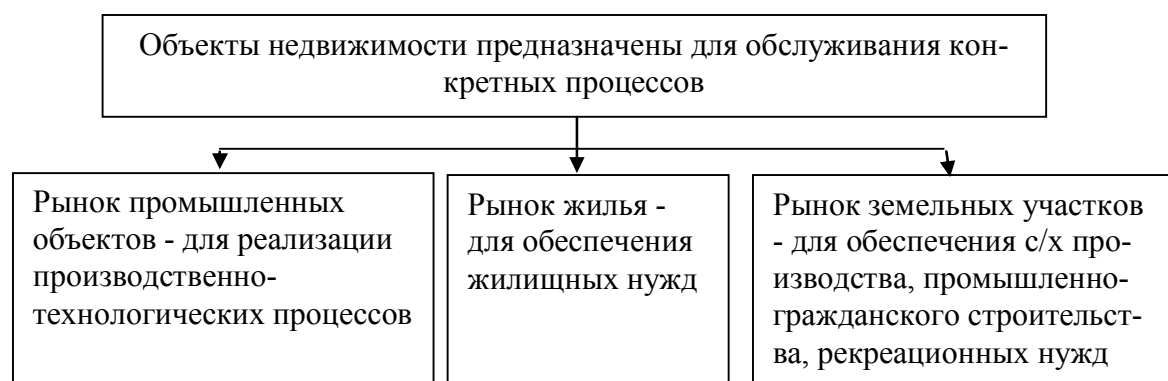 Объекты недвижимости предназначены для обслуживания кон-
кретных процессов
Рынок промышленных
объектов - для реализации
производственно-
технологических процессов
Рынок жилья -
для обеспечения
жилищных нужд
Рынок земельных участков
- для обеспечения с/х про-
изводства, промышленно-
гражданского строительст-
ва, рекреационных нужд